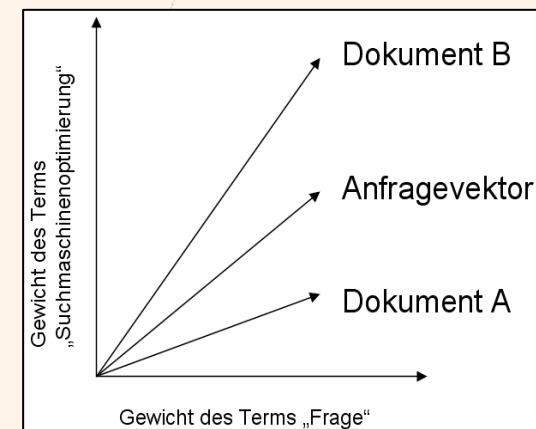 Dokument B
Anfragevektor
Dokument A
Gewicht des Terms
„Suchmaschinenoptimierung“
Gewicht des Terms „Frage“